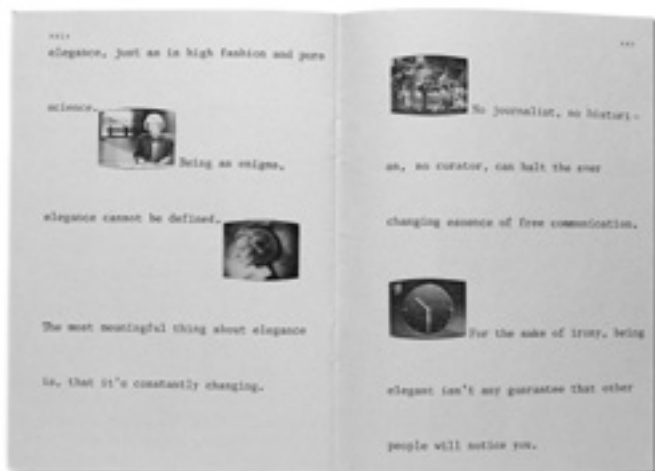 elegance, just as in high fashion and pure
science.
Being an enigma,
elegance cannot be defined.
The most meaningful thing about elegance
is, that it's constantly changing.
No journalist, no histori-
an, no curator, can halt the ever
changing essence of free communication.
For the sake of irony, being
elegant isn't any guarantee that other
people will notice you.